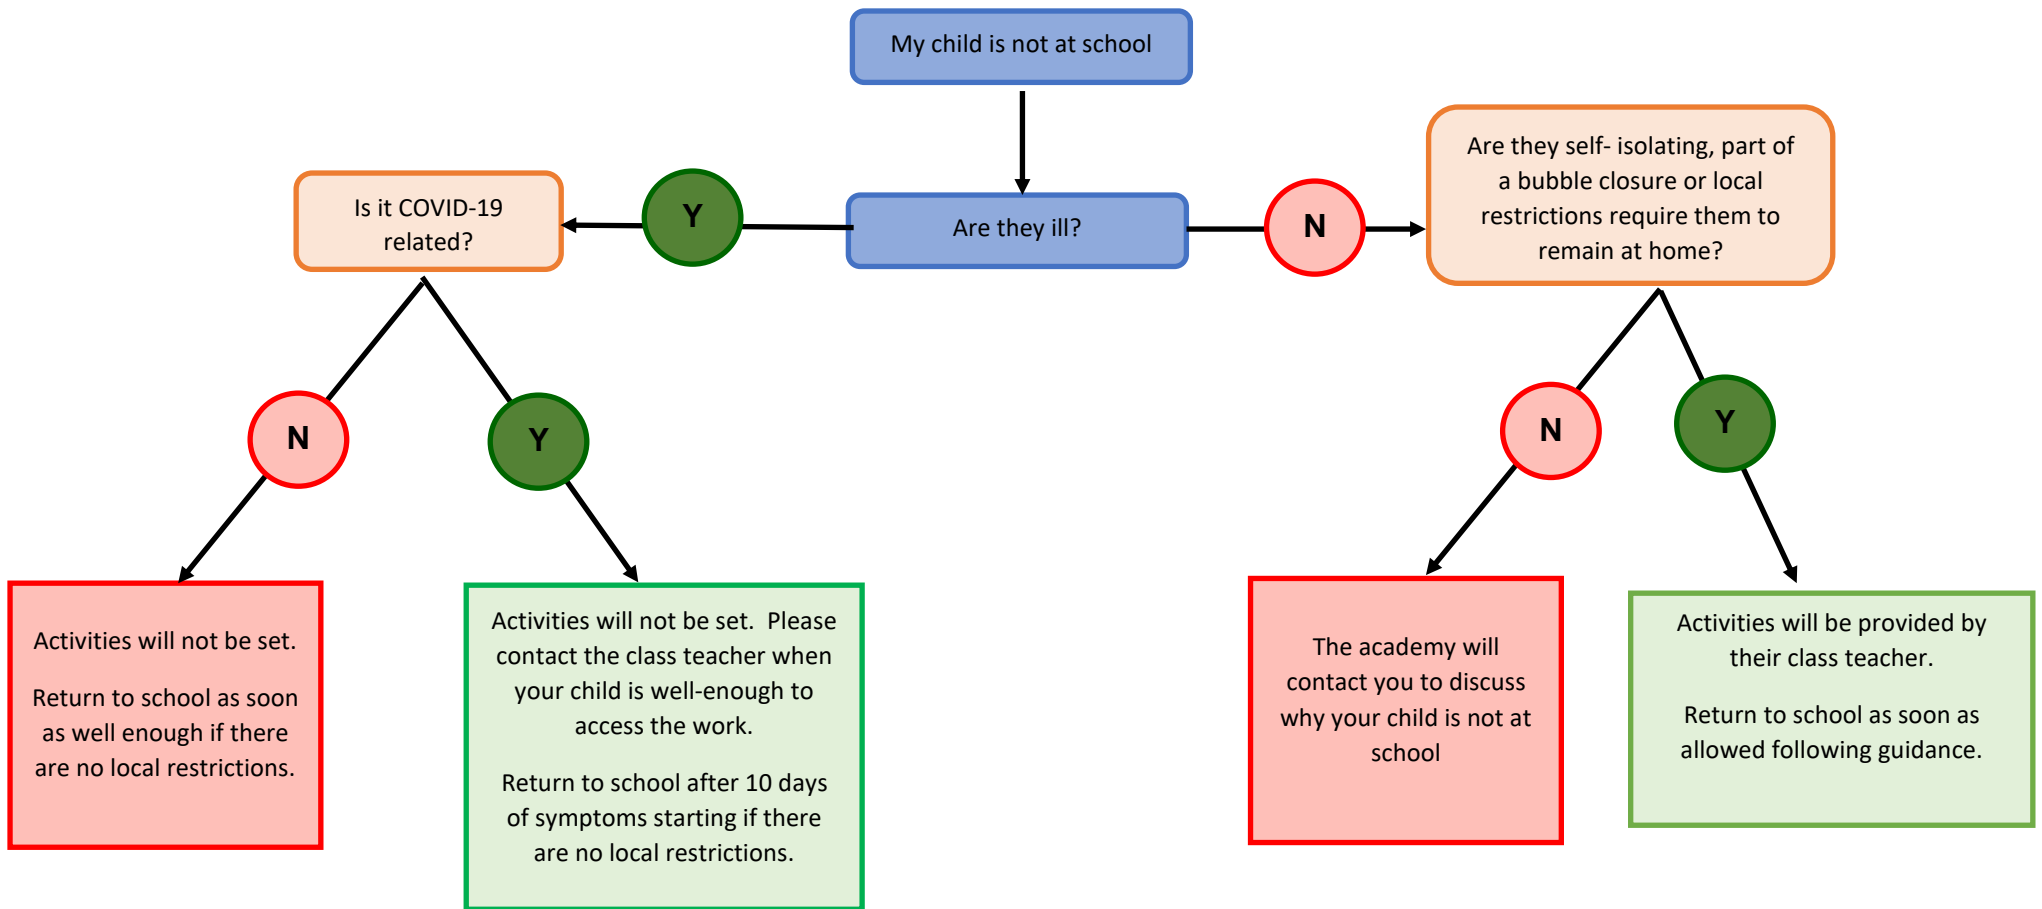 My child is not at school
Are they self- isolating, part of
a bubble closure or local
restrictions require them to
remain at home?
Is it COVID-19
related?
Y
Are they ill?
N
N
Y
N
Y
Activities will not be set.
Return to school as soon
as well enough if there
are no local restrictions.
Activities will not be set.  Please
contact the class teacher when
your child is well-enough to
access the work.
Return to school after 10 days
of symptoms starting if there
are no local restrictions.
The academy will
contact you to discuss
why your child is not at
school
Activities will be provided by
their class teacher.
Return to school as soon as
allowed following guidance.